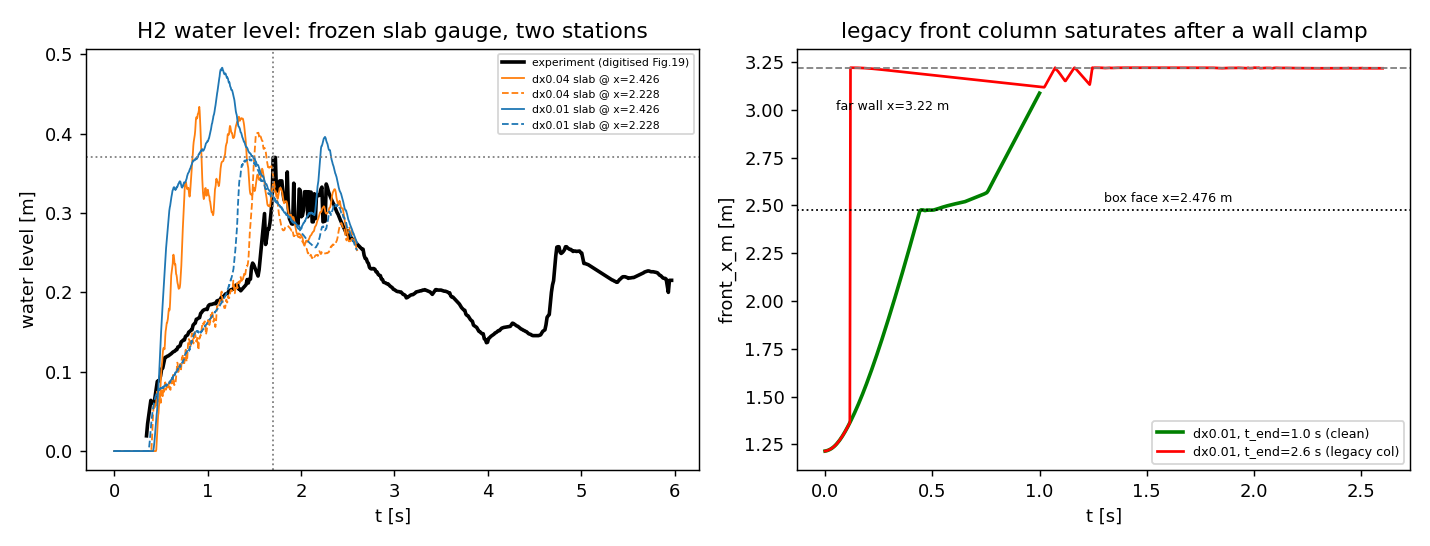 H2 water level: frozen slab gauge, two stations
water level [m]
0.5
0.4
0.3
0.2
0.1
0.0
0
1
2
3
4
5
6
t [s]
experiment (digitised Fig.19)
dx0.04 slab @ x=2.426
dx0.04 slab @ x=2.228
dx0.01 slab @ x=2.426
dx0.01 slab @ x=2.228
legacy front column saturates after a wall clamp
front_x_m [m]
3.25
3.00
2.75
2.50
2.25
2.00
1.75
1.50
1.25
0.0
0.5
1.0
1.5
2.0
2.5
t [s]
far wall x=3.22 m
box face x=2.476 m
dx0.01, t_end=1.0 s (clean)
dx0.01, t_end=2.6 s (legacy col)